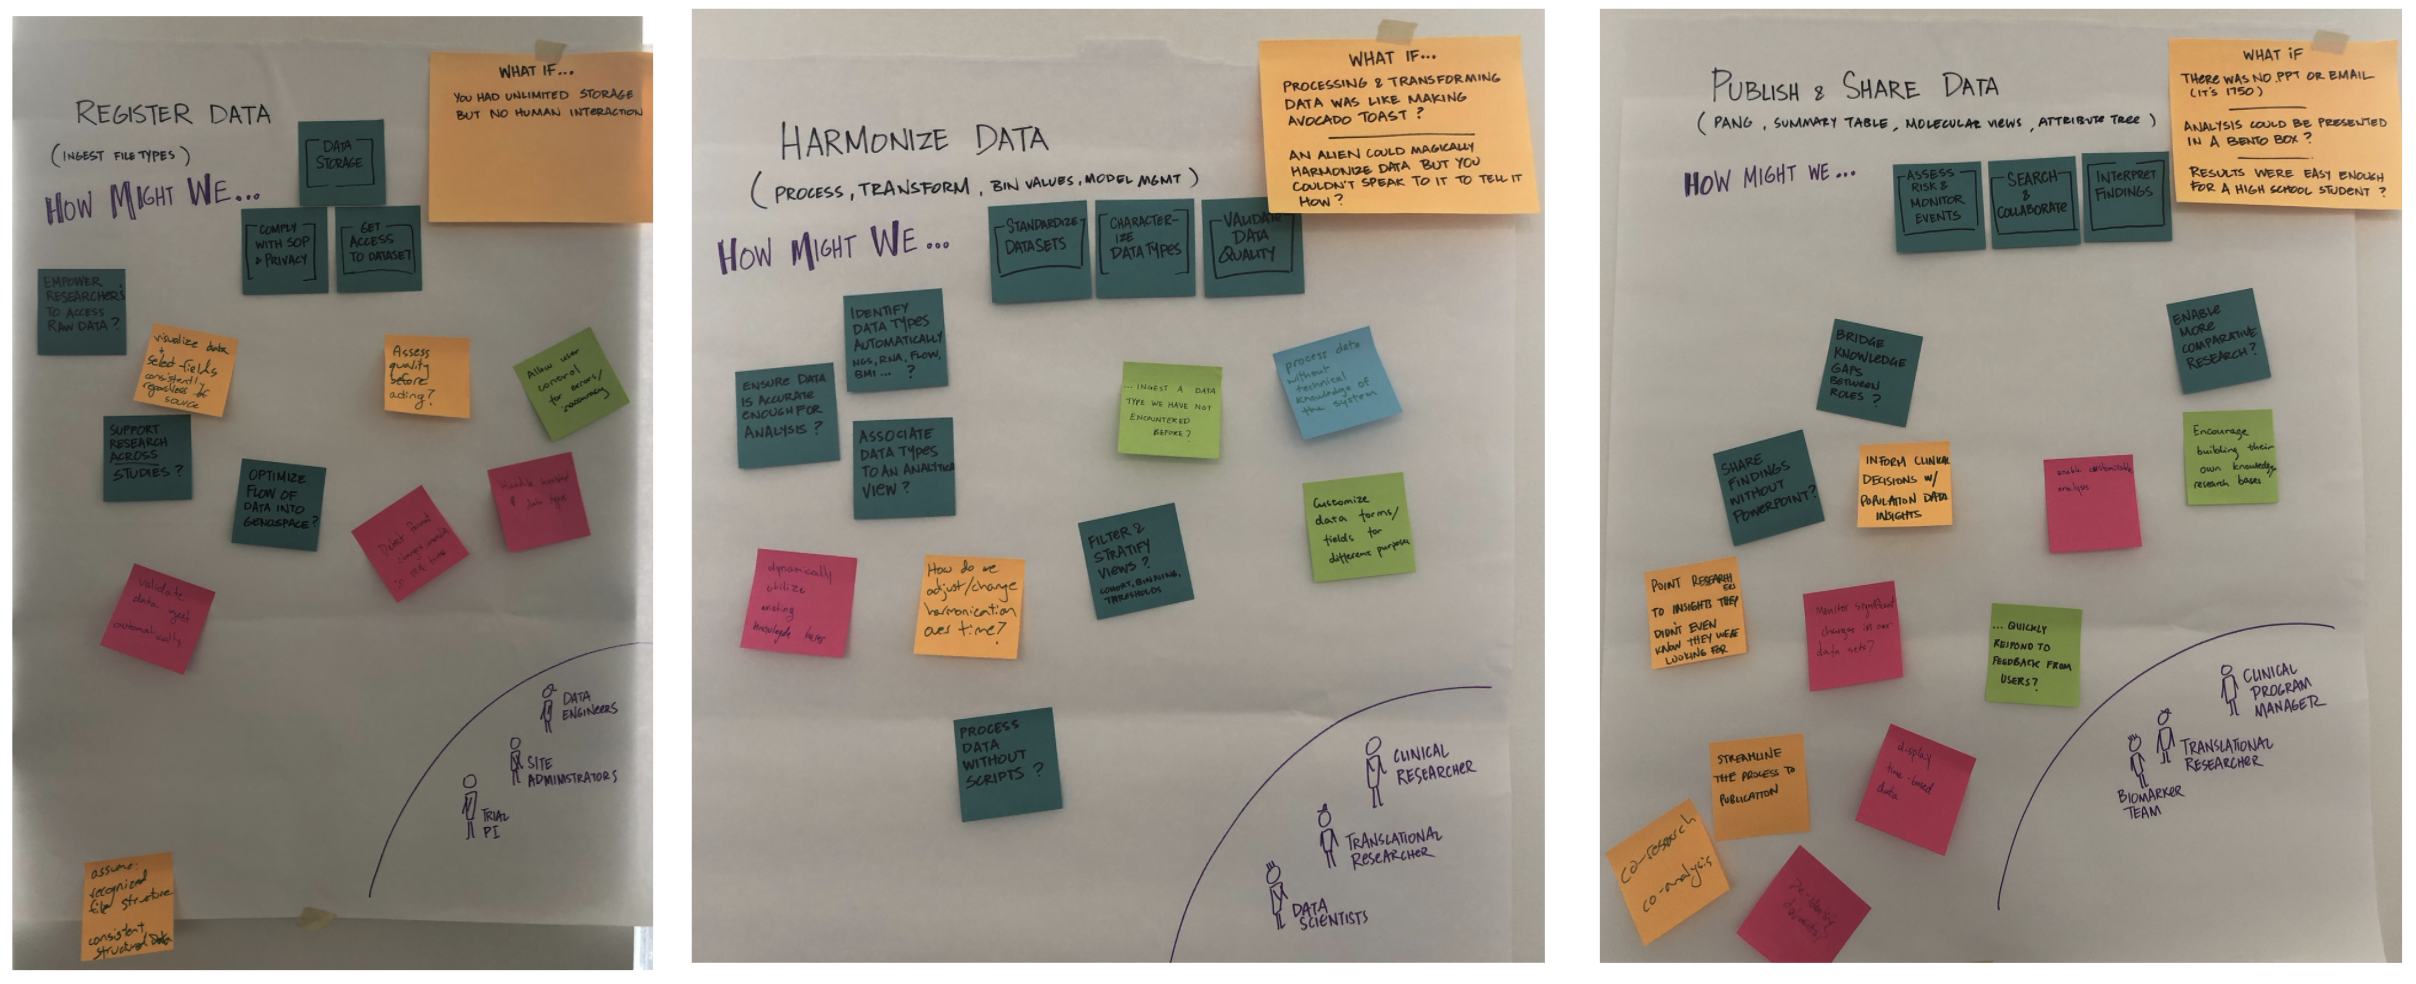 REGISTER DATA
(INGEST FILE TYPES)
HOW MIGHT WE...
WHAT IF...
YOU HAD UNLIMITED STORAGE
BUT NO HUMAN INTERACTION
DATA
STORAGE
COMPLY
WITH SOP
& PRIVACY
GET
ACCESS
TO DATASET
EMPOWER
RESEARCHERS
TO ACCESS
RAW DATA?
visualize data
+
select fields
consistently
regardless of
source
Assess
quality
before
acting?
Allow user
control
for errors/
SUPPORT
RESEARCH
ACROSS
STUDIES?
OPTIMIZE
FLOW OF
DATA INTO
GENOSPACE?
Detect format
in real time
& data type
validate
data ingest
automatically
DATA
ENGINEERS
SITE
ADMINSTRATORS
TRIAL
PI
assume:
recognized
file structure
consistent
structured data
HARMONIZE DATA
(PROCESS, TRANSFORM, BIN VALUES, MODEL MGMT)
HOW MIGHT WE...
WHAT IF...
PROCESSING & TRANSFORMING
DATA WAS LIKE MAKING
AVOCADO TOAST?
AN ALIEN COULD MAGICALLY
HARMONIZE DATA BUT YOU
COULDN'T SPEAK TO IT TO TELL IT
HOW?
STANDARDIZE
DATASETS
CHARACTER-
IZE
DATA TYPES
VALIDATE
DATA
QUALITY
IDENTIFY
DATA TYPES
AUTOMATICALLY
NGS, RNA, FLOW,
BMI... ?
ENSURE DATA
IS ACCURATE
ENOUGH FOR
ANALYSIS?
ASSOCIATE
DATA TYPES
TO AN ANALYTICA
VIEW?
... INGEST A DATA
TYPE WE HAVE NOT
ENCOUNTERED
BEFORE?
process data
without
technical
knowledge of
the system
Customize
data forms/
fields for
different purpose
FILTER &
STRATIFY
VIEWS?
COHORT, BINNING,
THRESHOLDS
dynamically
utilize
existing
knowledge bases
How do we
adjust/change
harmonization
over time?
PROCESS
DATA
WITHOUT
SCRIPTS?
CLINICAL
RESEARCHER
TRANSLATIONAL
RESEARCHER
DATA
SCIENTISTS
PUBLISH & SHARE DATA
(PANG, SUMMARY TABLE, MOLECULAR VIEWS, ATTRIBUTE TREE)
HOW MIGHT WE...
WHAT IF
THERE WAS NO PPT OR EMAIL
(IT'S 1750)
ANALYSIS COULD BE PRESENTED
IN A BENTO BOX?
RESULTS WERE EASY ENOUGH
FOR A HIGH SCHOOL STUDENT?
ASSESS
RISK &
MONITOR
EVENTS
SEARCH
&
COLLABORATE
INTERPRET
FINDINGS
BRIDGE
KNOWLEDGE
GAPS
BETWEEN
ROLES?
ENABLE
MORE
COMPARATIVE
RESEARCH?
SHARE
FINDINGS
WITHOUT
POWERPOINT?
INFORM CLINICAL
DECISIONS W/
POPULATION DATA
INSIGHTS
enable customizable
analysis
Encourage
building their
own knowledge
research bases
POINT RESEARCH
ERS
TO INSIGHTS THEY
DIDN'T EVEN
KNOW THEY WERE
LOOKING FOR
Monitor significant
changes in our
data sets?
... QUICKLY
RESPOND TO
FEEDBACK FROM
USERS?
STREAMLINE
THE PROCESS TO
PUBLICATION
display
time-based
data
co-research
co-analysis
CLINICAL
PROGRAM
MANAGER
TRANSLATIONAL
RESEARCHER
BIOMARKER
TEAM